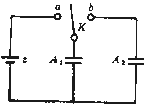 a b
K
ε A₁ A₂